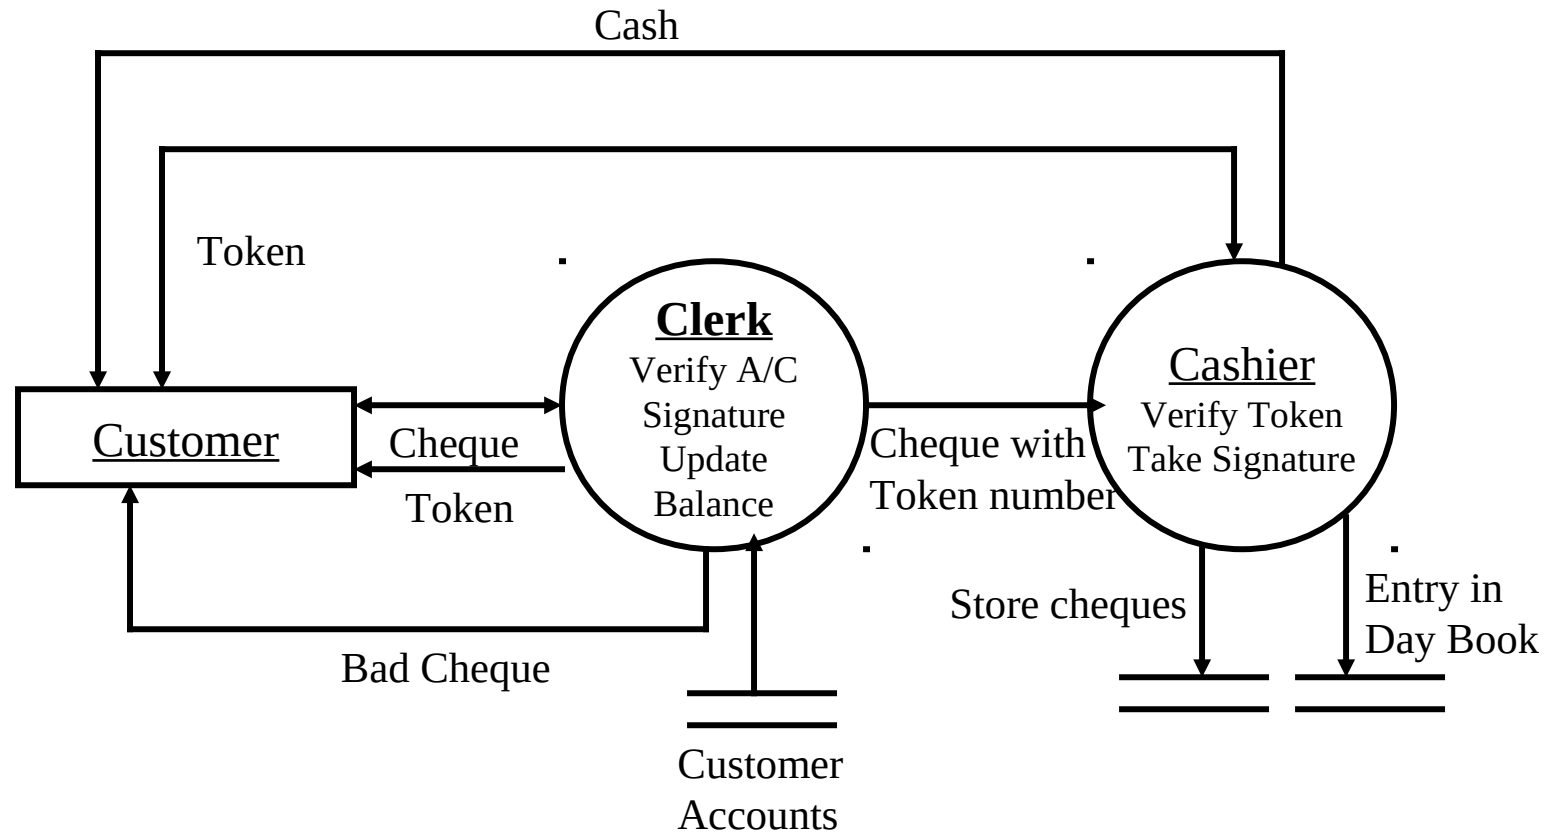 Cash
Token
Clerk
Verify A/C
Signature
Update
Balance
Cashier
Verify Token
Take Signature
Customer
Cheque
Token
Cheque with
Token number
Store cheques
Entry in
Day Book
Bad Cheque
Customer
Accounts